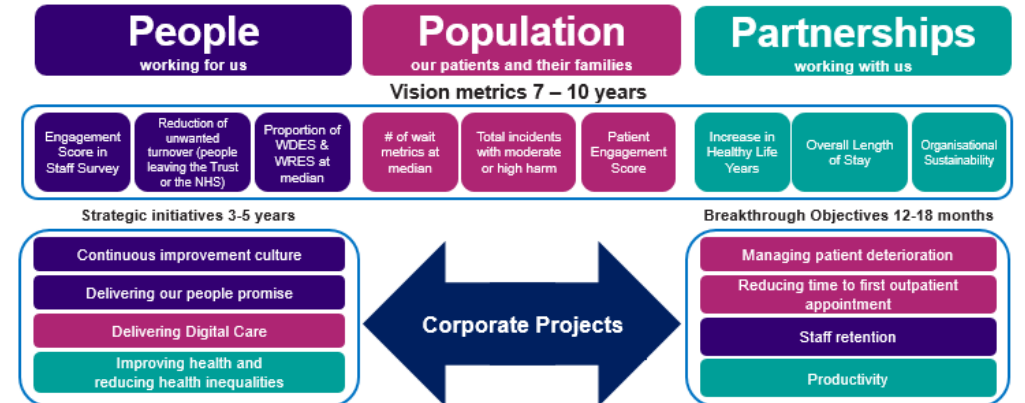 People
working for us
Population
our patients and their families
Partnerships
working with us
Vision metrics 7 – 10 years
Engagement
Score in
Staff Survey
Reduction of
unwanted
turnover (people
leaving the Trust
or the NHS)
Proportion of
WDES &
WRES at
median
# of wait
metrics at
median
Total incidents
with moderate
or high harm
Patient
Engagement
Score
Increase in
Healthy Life
Years
Overall Length
of Stay
Organisational
Sustainability
Strategic initiatives 3-5 years
Continuous improvement culture
Delivering our people promise
Delivering Digital Care
Improving health and
reducing health inequalities
Corporate Projects
Breakthrough Objectives 12-18 months
Managing patient deterioration
Reducing time to first outpatient
appointment
Staff retention
Productivity